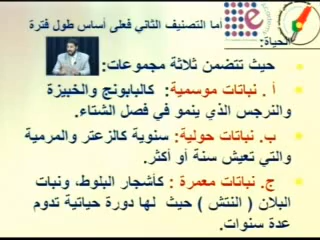 أما التصنيف الثاني فعلى أساس طول فترة
الحياة:
حيث تتضمن ثلاثة مجموعات:
أ . نباتات موسمية: كالبابونج والخبيزة
والنرجس الذي ينمو في فصل الشتاء.
ب. نباتات حولية: سنوية كالزعتر والمرمية
والتي تعيش سنة أو أكثر.
ج. نباتات معمرة : كأشجار البلوط، ونبات
البلان ( النتش ) حيث لها دورة حياتية تدوم
عدة سنوات.